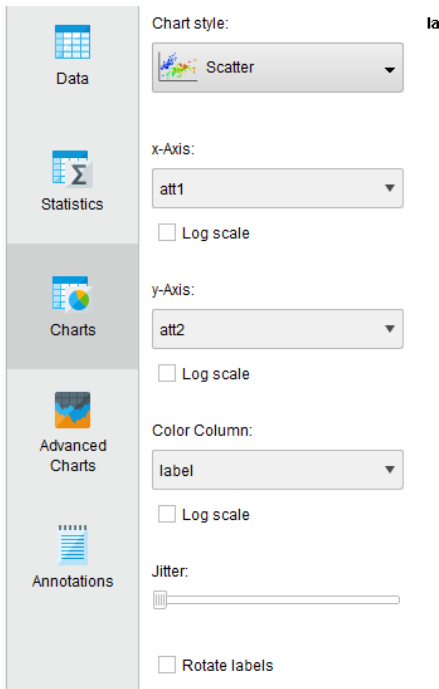 Data
Statistics
Charts
Advanced
Charts
Annotations
Chart style:
Scatter
x-Axis:
att1
Log scale
y-Axis:
att2
Log scale
Color Column:
label
Log scale
Jitter:
Rotate labels
la